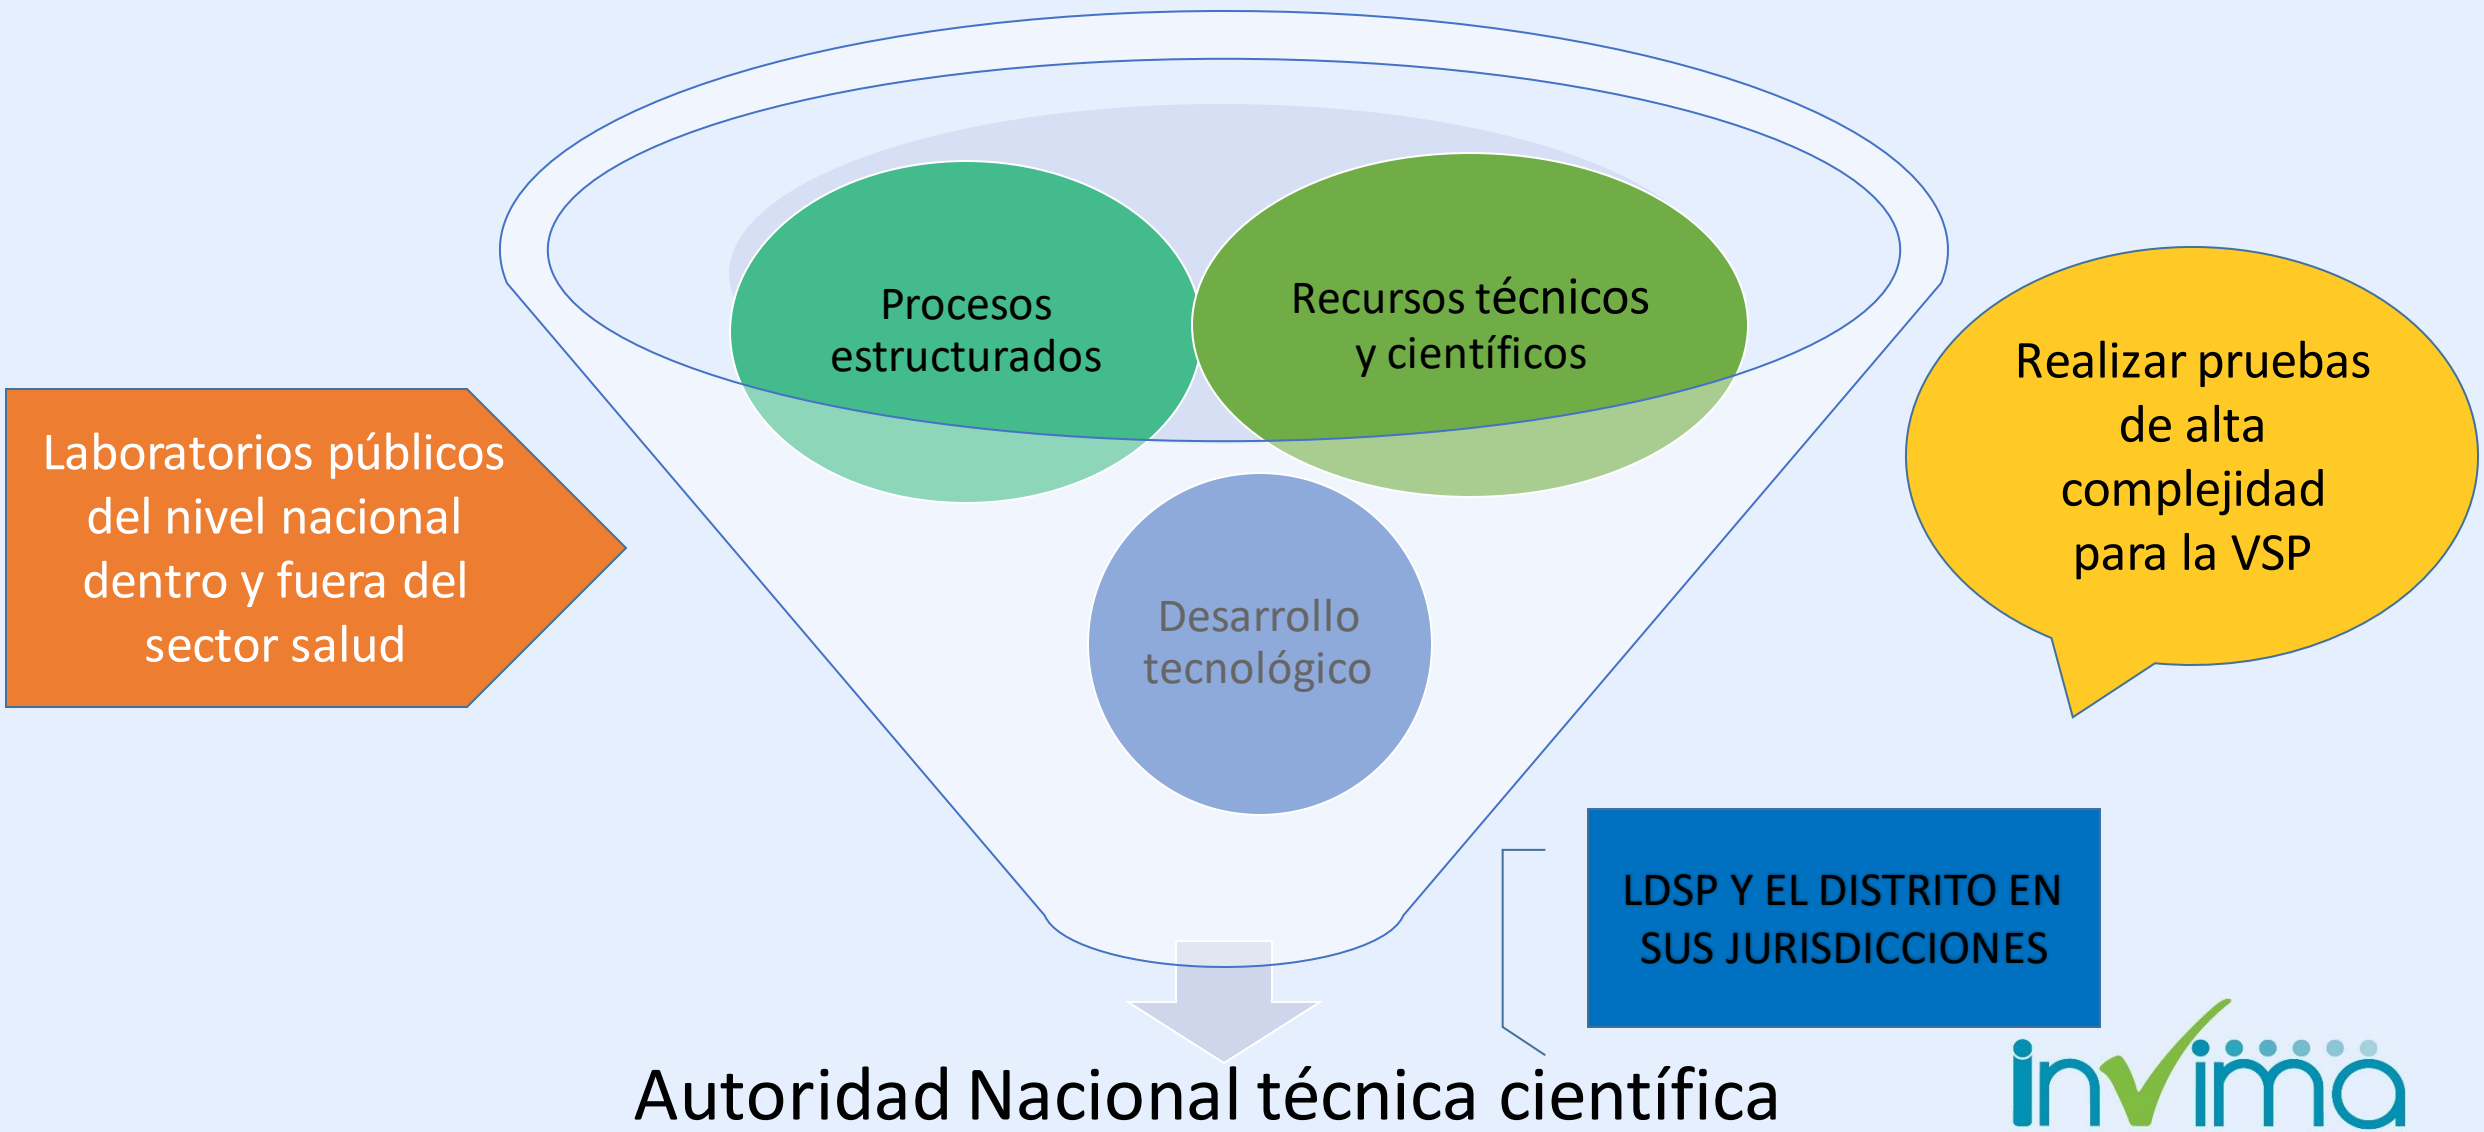 Procesos
estructurados
Recursos técnicos
y científicos
Laboratorios públicos
del nivel nacional
dentro y fuera del
sector salud
Realizar pruebas
de alta
complejidad
para la VSP
Desarrollo
tecnológico
LDSP Y EL DISTRITO EN
SUS JURISDICCIONES
Autoridad Nacional técnica científica
invima